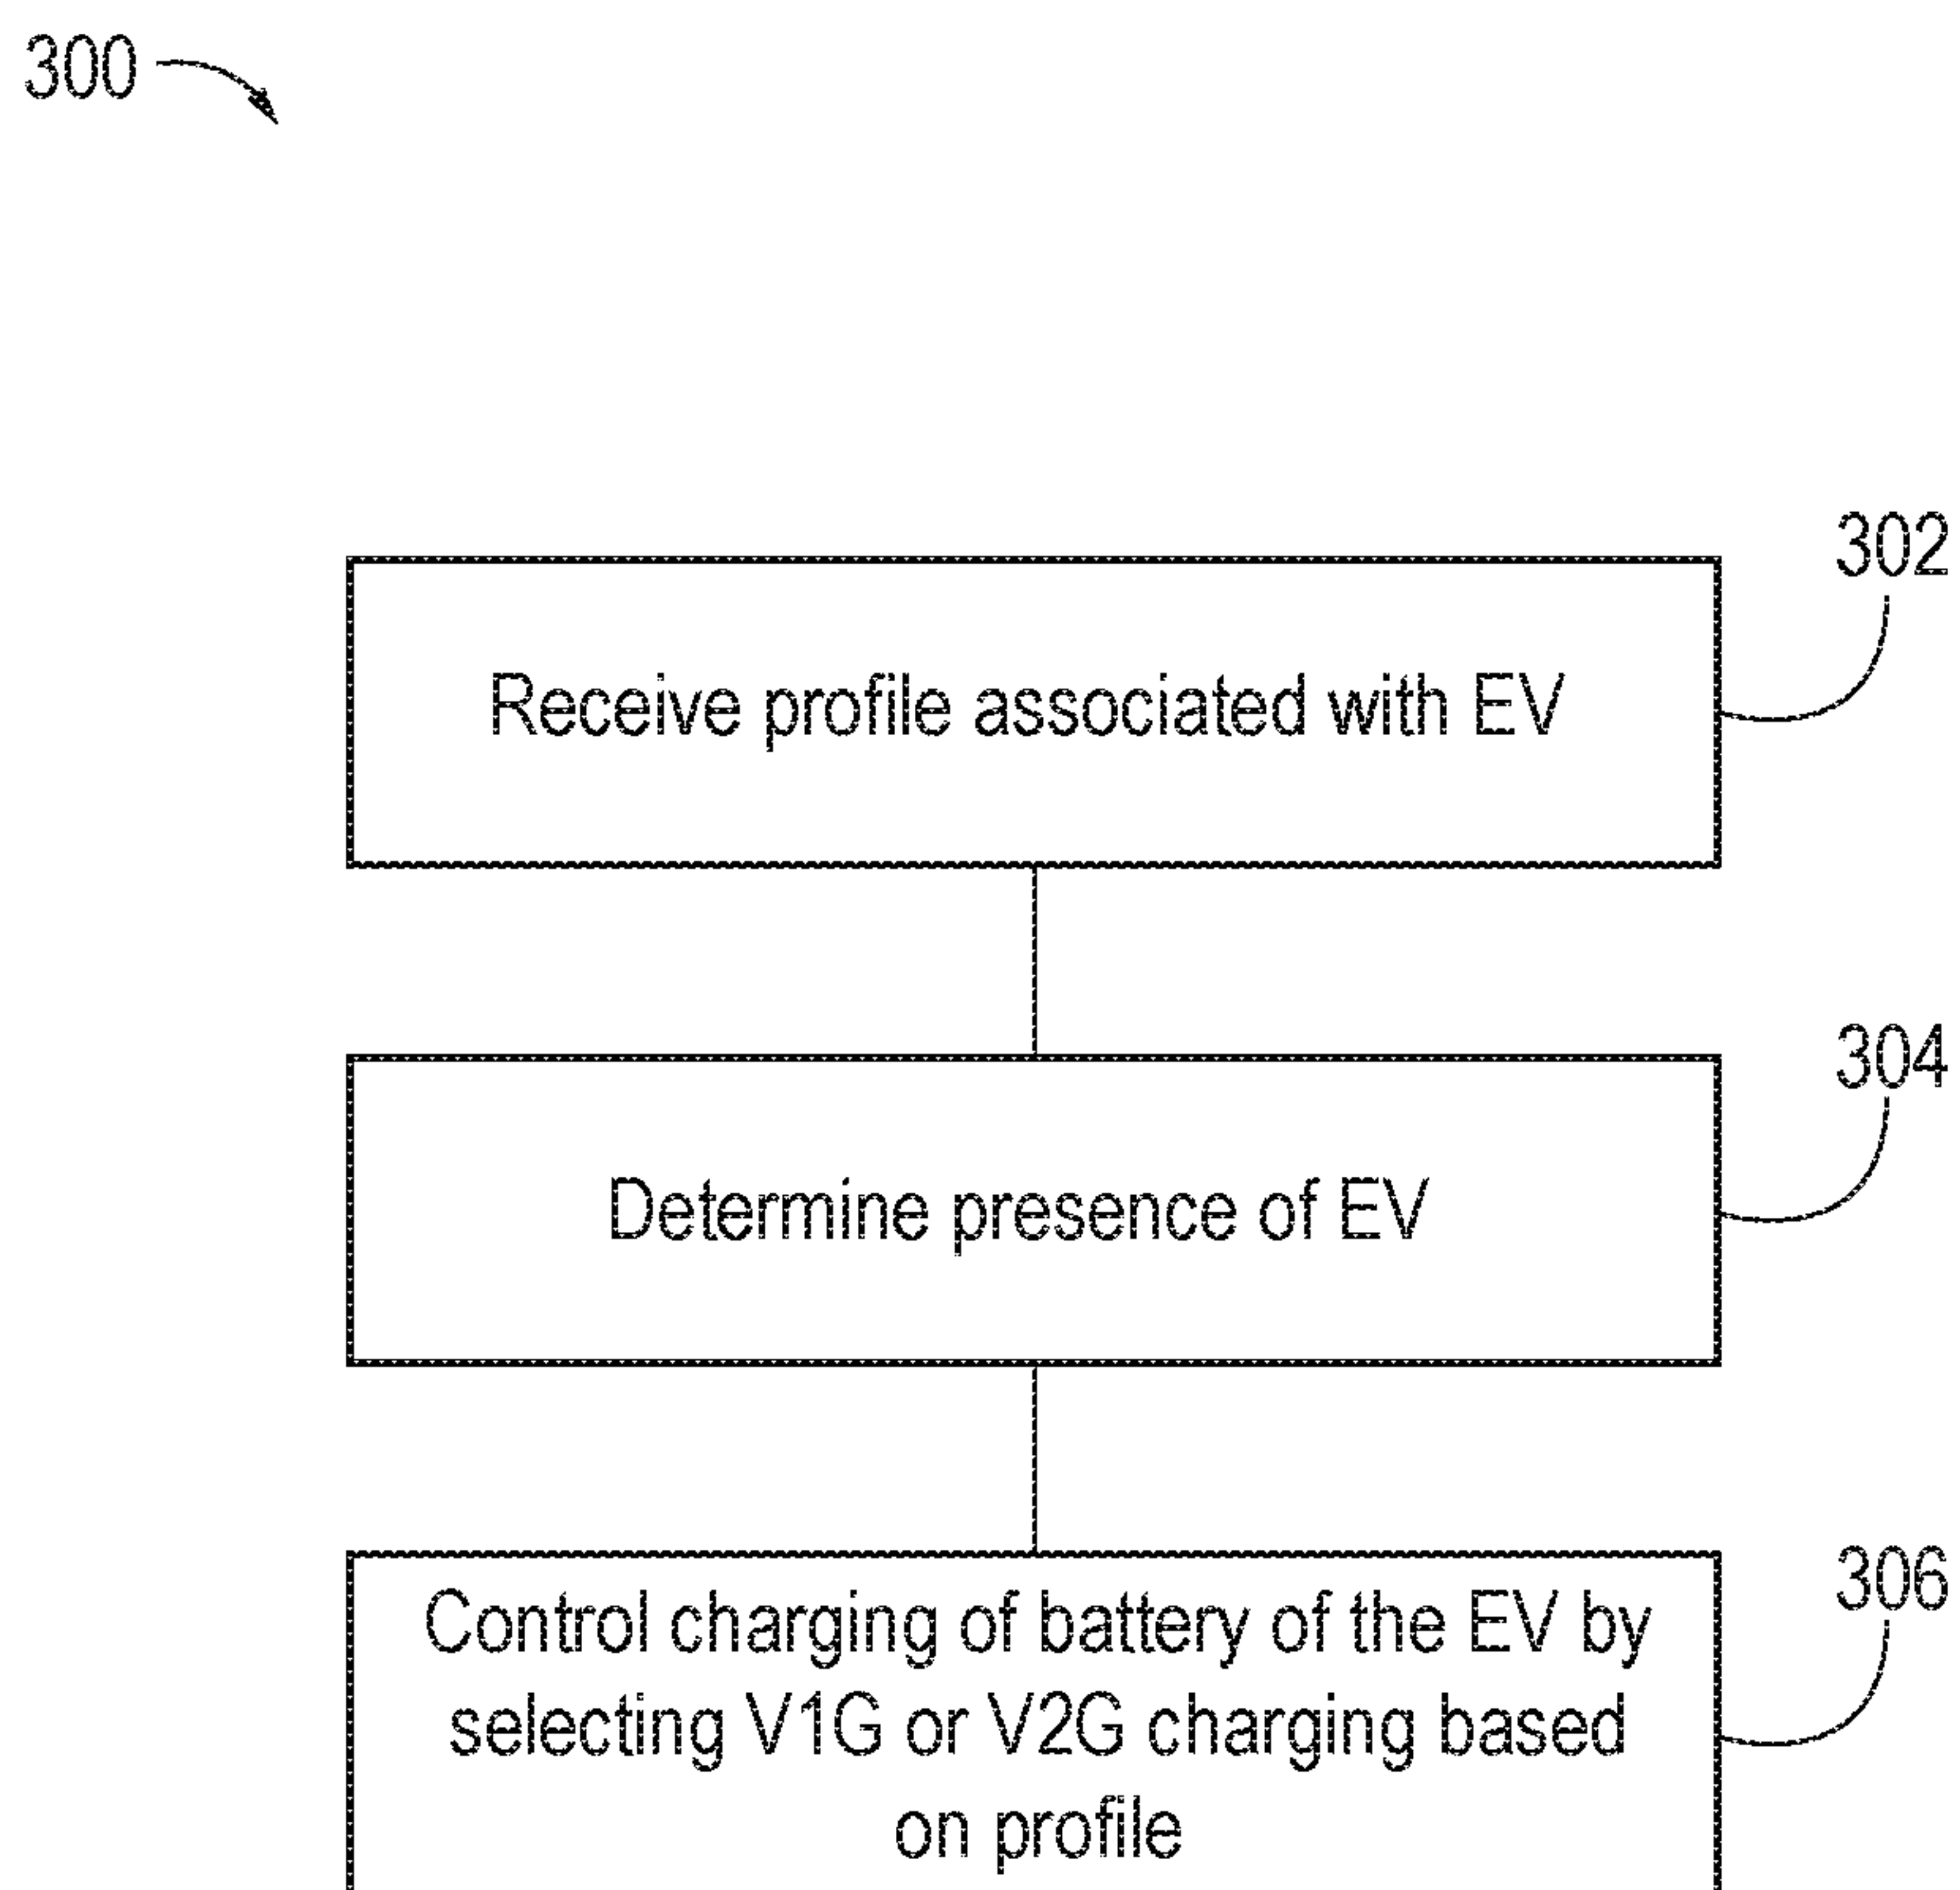 300
302
Receive profile associated with EV
304
Determine presence of EV
306
Control charging of battery of the EV by
selecting V1G or V2G charging based
on profile